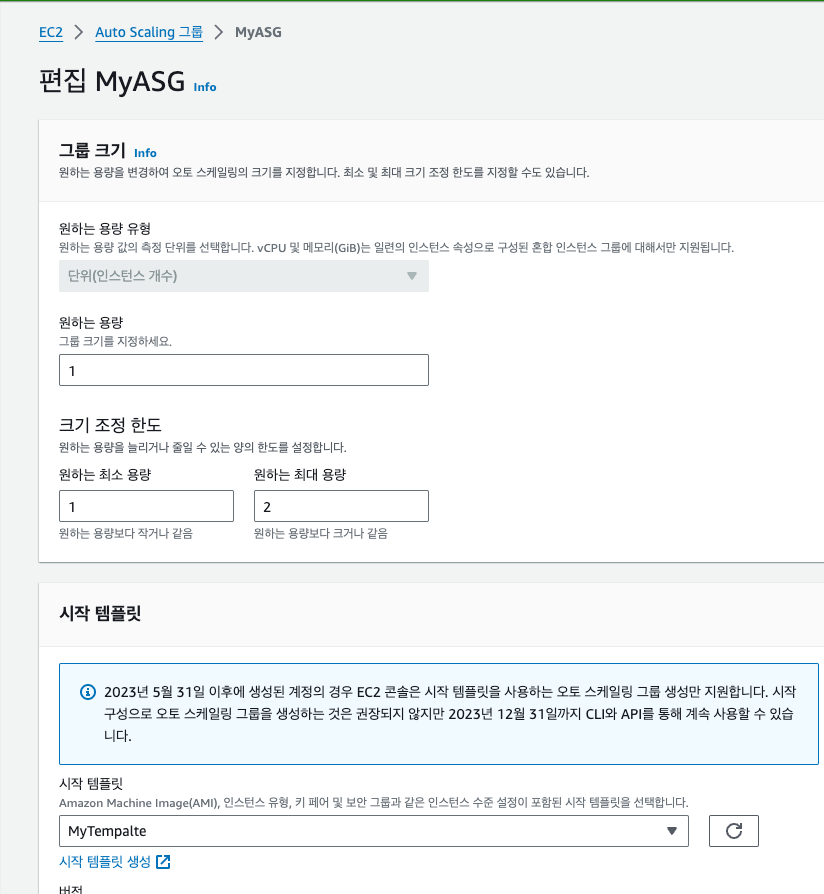 EC2 > Auto Scaling 그룹 > MyASG
편집 MyASG Info
그룹 크기 Info
원하는 용량을 변경하여 오토 스케일링의 크기를 지정합니다. 최소 및 최대 크기 조정 한도를 지정할 수도 있습니다.
원하는 용량 유형
원하는 용량 값의 측정 단위를 선택합니다. vCPU 및 메모리(GiB)는 일련의 인스턴스 속성으로 구성된 혼합 인스턴스 그룹에 대해서만 지원됩니다.
단위(인스턴스 개수)
원하는 용량
그룹 크기를 지정하세요.
1
크기 조정 한도
원하는 용량을 늘리거나 줄일 수 있는 양의 한도를 설정합니다.
원하는 최소 용량 원하는 최대 용량
1 2
원하는 용량보다 작거나 같음 원하는 용량보다 크거나 같음
시작 템플릿
2023년 5월 31일 이후에 생성된 계정의 경우 EC2 콘솔은 시작 템플릿을 사용하는 오토 스케일링 그룹 생성만 지원합니다. 시작
구성으로 오토 스케일링 그룹을 생성하는 것은 권장되지 않지만 2023년 12월 31일까지 CLI와 API를 통해 계속 사용할 수 있습
니다.
시작 템플릿
Amazon Machine Image(AMI), 인스턴스 유형, 키 페어 및 보안 그룹과 같은 인스턴스 수준 설정이 포함된 시작 템플릿을 선택합니다.
MyTempalte
시작 템플릿 생성
버전